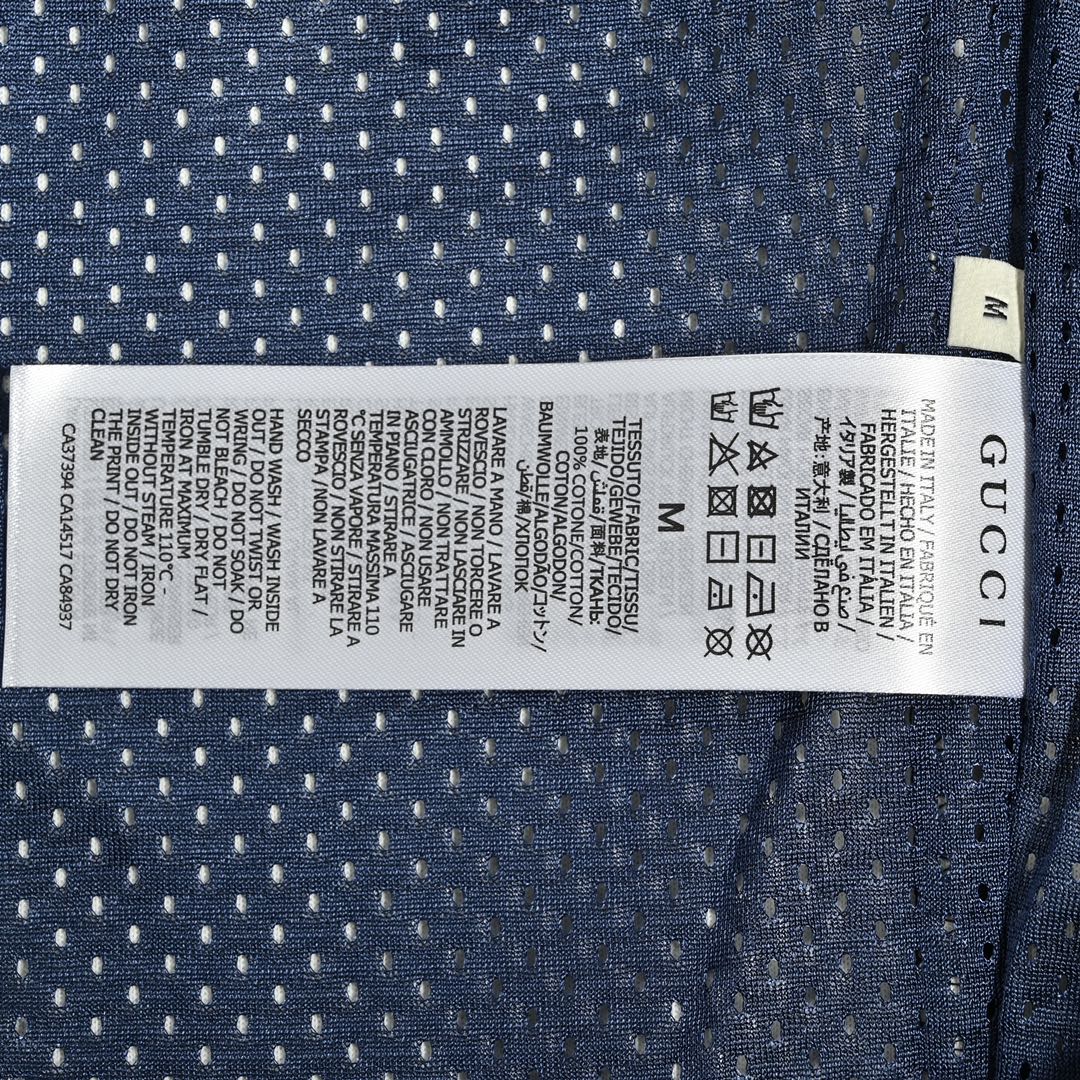 M
GUCCI
MADE IN ITALY / FABRIQUÉ EN
ITALIE / HECHO EN ITALIA /
HERGESTELLT IN ITALIEN /
FABRICADO EM ITÁLIA /
イタリア製 / صنع في ايطاليا /
产地: 意大利 / СДЕЛАНО В
ИТАЛИИ
M
TESSUTO/FABRIC/TISSU/
TEJIDO/GEWEBE/TECIDO/
表地/ قماش /面料/ТКАНЬ:
100% COTONE/COTTON/
COTON/ALGODON/
BAUMWOLLE/ALGODÃO/コットン/
قطن/棉/ХЛОПОК
LAVARE A MANO / LAVARE A
ROVESCIO / NON TORCERE O
STRIZZARE / NON LASCIARE IN
AMMOLLO / NON TRATTARE
CON CLORO / NON USARE
ASCIUGATRICE / ASCIUGARE
IN PIANO / STIRARE A
TEMPERATURA MASSIMA 110
°C SENZA VAPORE / STIRARE A
ROVESCIO / NON STIRARE LA
STAMPA / NON LAVARE A
SECCO
HAND WASH / WASH INSIDE
OUT / DO NOT TWIST OR
WRING / DO NOT SOAK / DO
NOT BLEACH / DO NOT
TUMBLE DRY / DRY FLAT /
IRON AT MAXIMUM
TEMPERATURE 110°C -
WITHOUT STEAM / IRON
INSIDE OUT / DO NOT IRON
THE PRINT / DO NOT DRY
CLEAN
CA37394 CA14517 CA84937